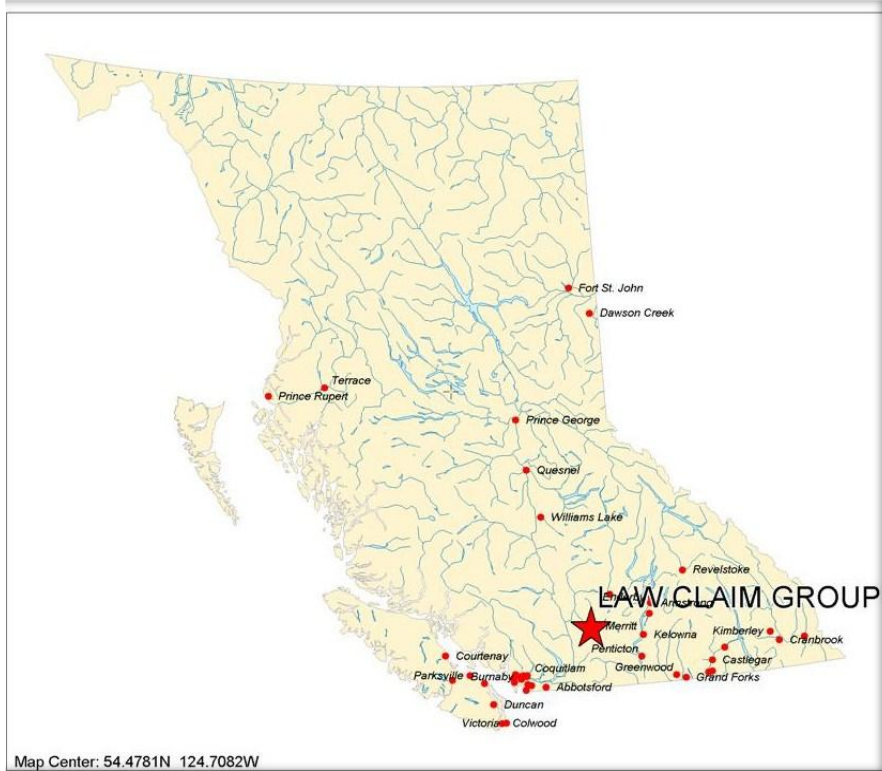 Fort St. John
Dawson Creek
Terrace
Prince Rupert
Prince George
Quesnel
Williams Lake
Revelstoke
LAW CLAIM GROUP
Armstrong
Merritt
Kelowna
Kimberley
Cranbrook
Penticton
Greenwood
Castlegar
Courtenay
Coquitlam
Parksville
Burnaby
Grand Forks
Abbotsford
Duncan
Victoria
Colwood
Map Center: 54.4781N 124.7082W